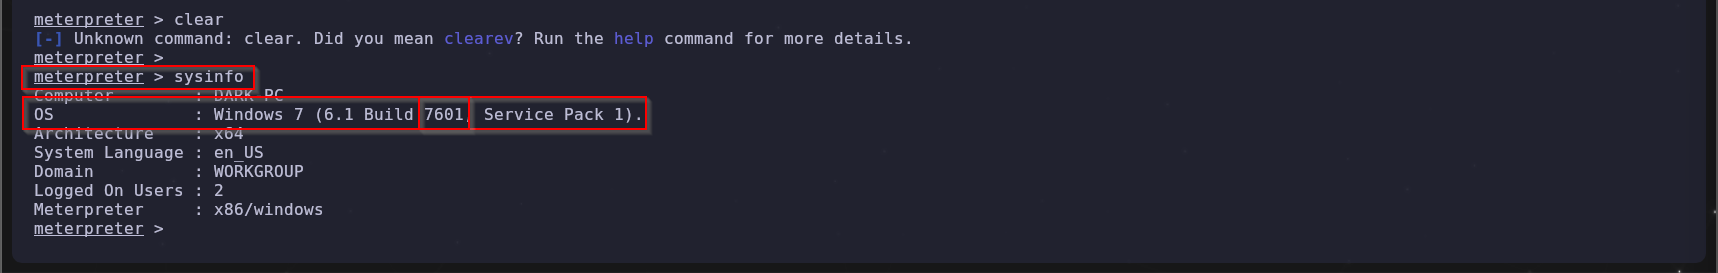 meterpreter > clear
[-] Unknown command: clear. Did you mean clearev? Run the help command for more details.
meterpreter >
meterpreter > sysinfo
Computer        : DARK-PC
OS              : Windows 7 (6.1 Build 7601, Service Pack 1).
Architecture    : x64
System Language : en_US
Domain          : WORKGROUP
Logged On Users : 2
Meterpreter     : x86/windows
meterpreter >